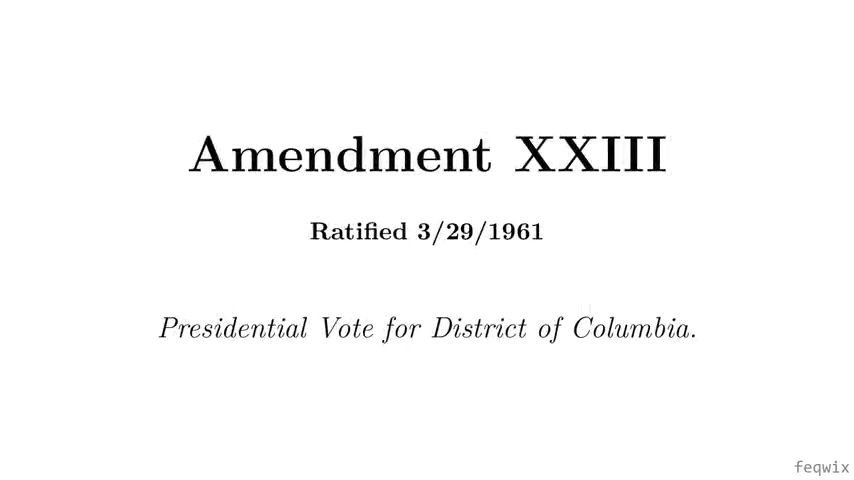 Amendment XXIII
Ratified 3/29/1961
Presidential Vote for District of Columbia.
feqwix